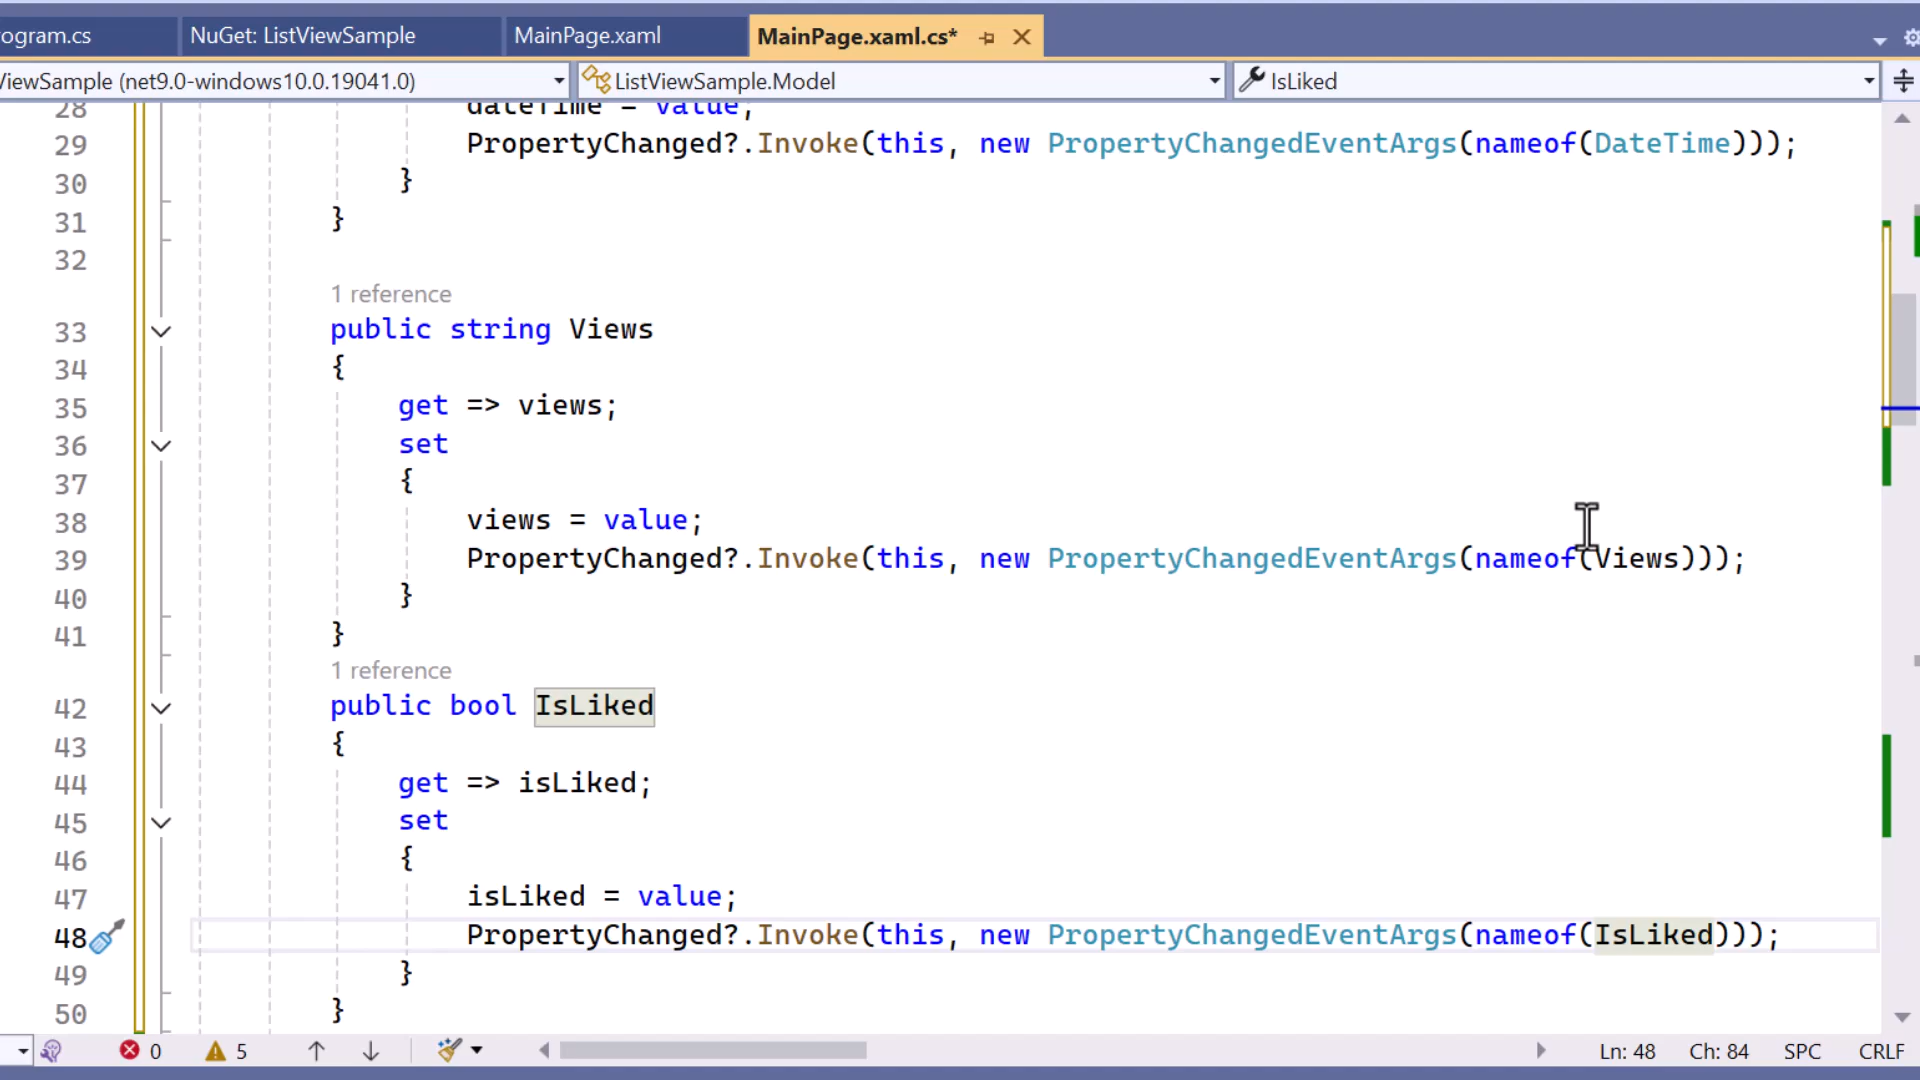 ogram.cs NuGet: ListViewSample MainPage.xaml MainPage.xaml.cs*
ViewSample (net9.0-windows10.0.19041.0) ListViewSample.Model IsLiked
28 dateTime = value;
29 PropertyChanged?.Invoke(this, new PropertyChangedEventArgs(nameof(DateTime)));
30 }
31 }
32
1 reference
33 public string Views
34 {
35 get => views;
36 set
37 {
38 views = value;
39 PropertyChanged?.Invoke(this, new PropertyChangedEventArgs(nameof(Views)));
40 }
41 }
1 reference
42 public bool IsLiked
43 {
44 get => isLiked;
45 set
46 {
47 isLiked = value;
48 PropertyChanged?.Invoke(this, new PropertyChangedEventArgs(nameof(IsLiked)));
49 }
50 }
0 5 Ln: 48 Ch: 84 SPC CRLF